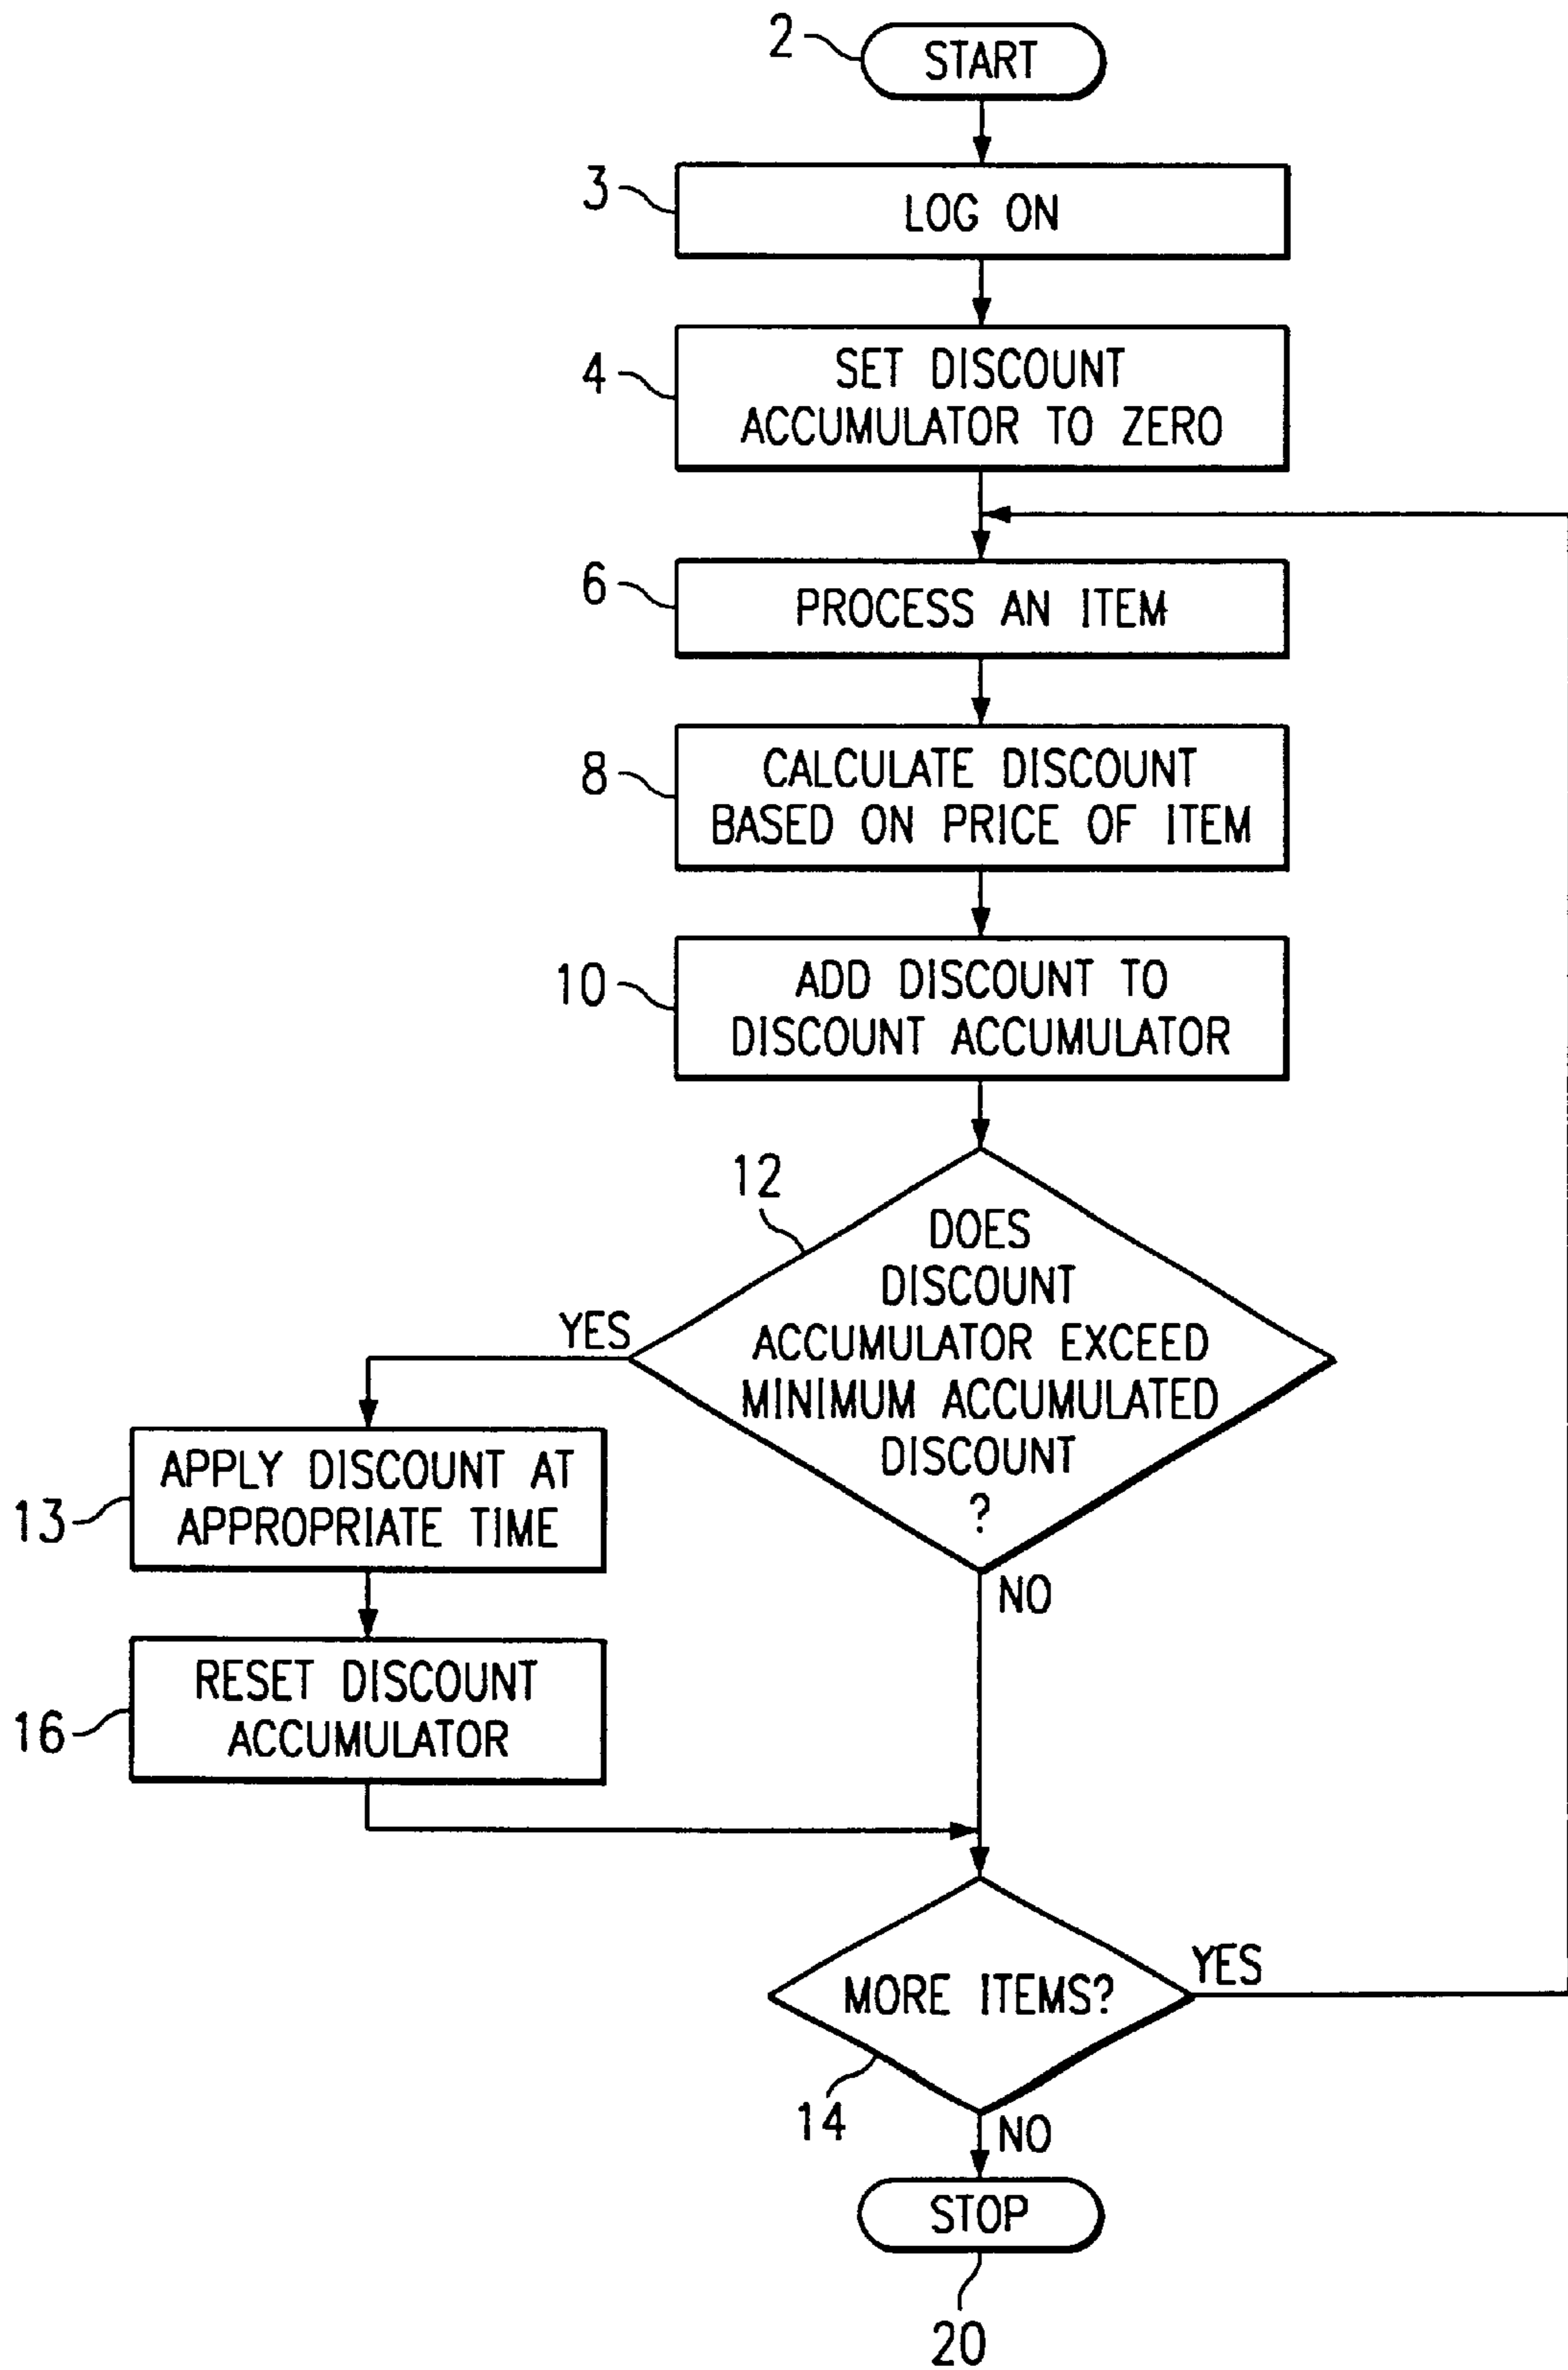 2
START
3
LOG ON
4
SET DISCOUNT
ACCUMULATOR TO ZERO
6
PROCESS AN ITEM
8
CALCULATE DISCOUNT
BASED ON PRICE OF ITEM
10
ADD DISCOUNT TO
DISCOUNT ACCUMULATOR
12
DOES
DISCOUNT
ACCUMULATOR EXCEED
MINIMUM ACCUMULATED
DISCOUNT
?
YES
NO
13
APPLY DISCOUNT AT
APPROPRIATE TIME
16
RESET DISCOUNT
ACCUMULATOR
MORE ITEMS?
YES
14
NO
STOP
20